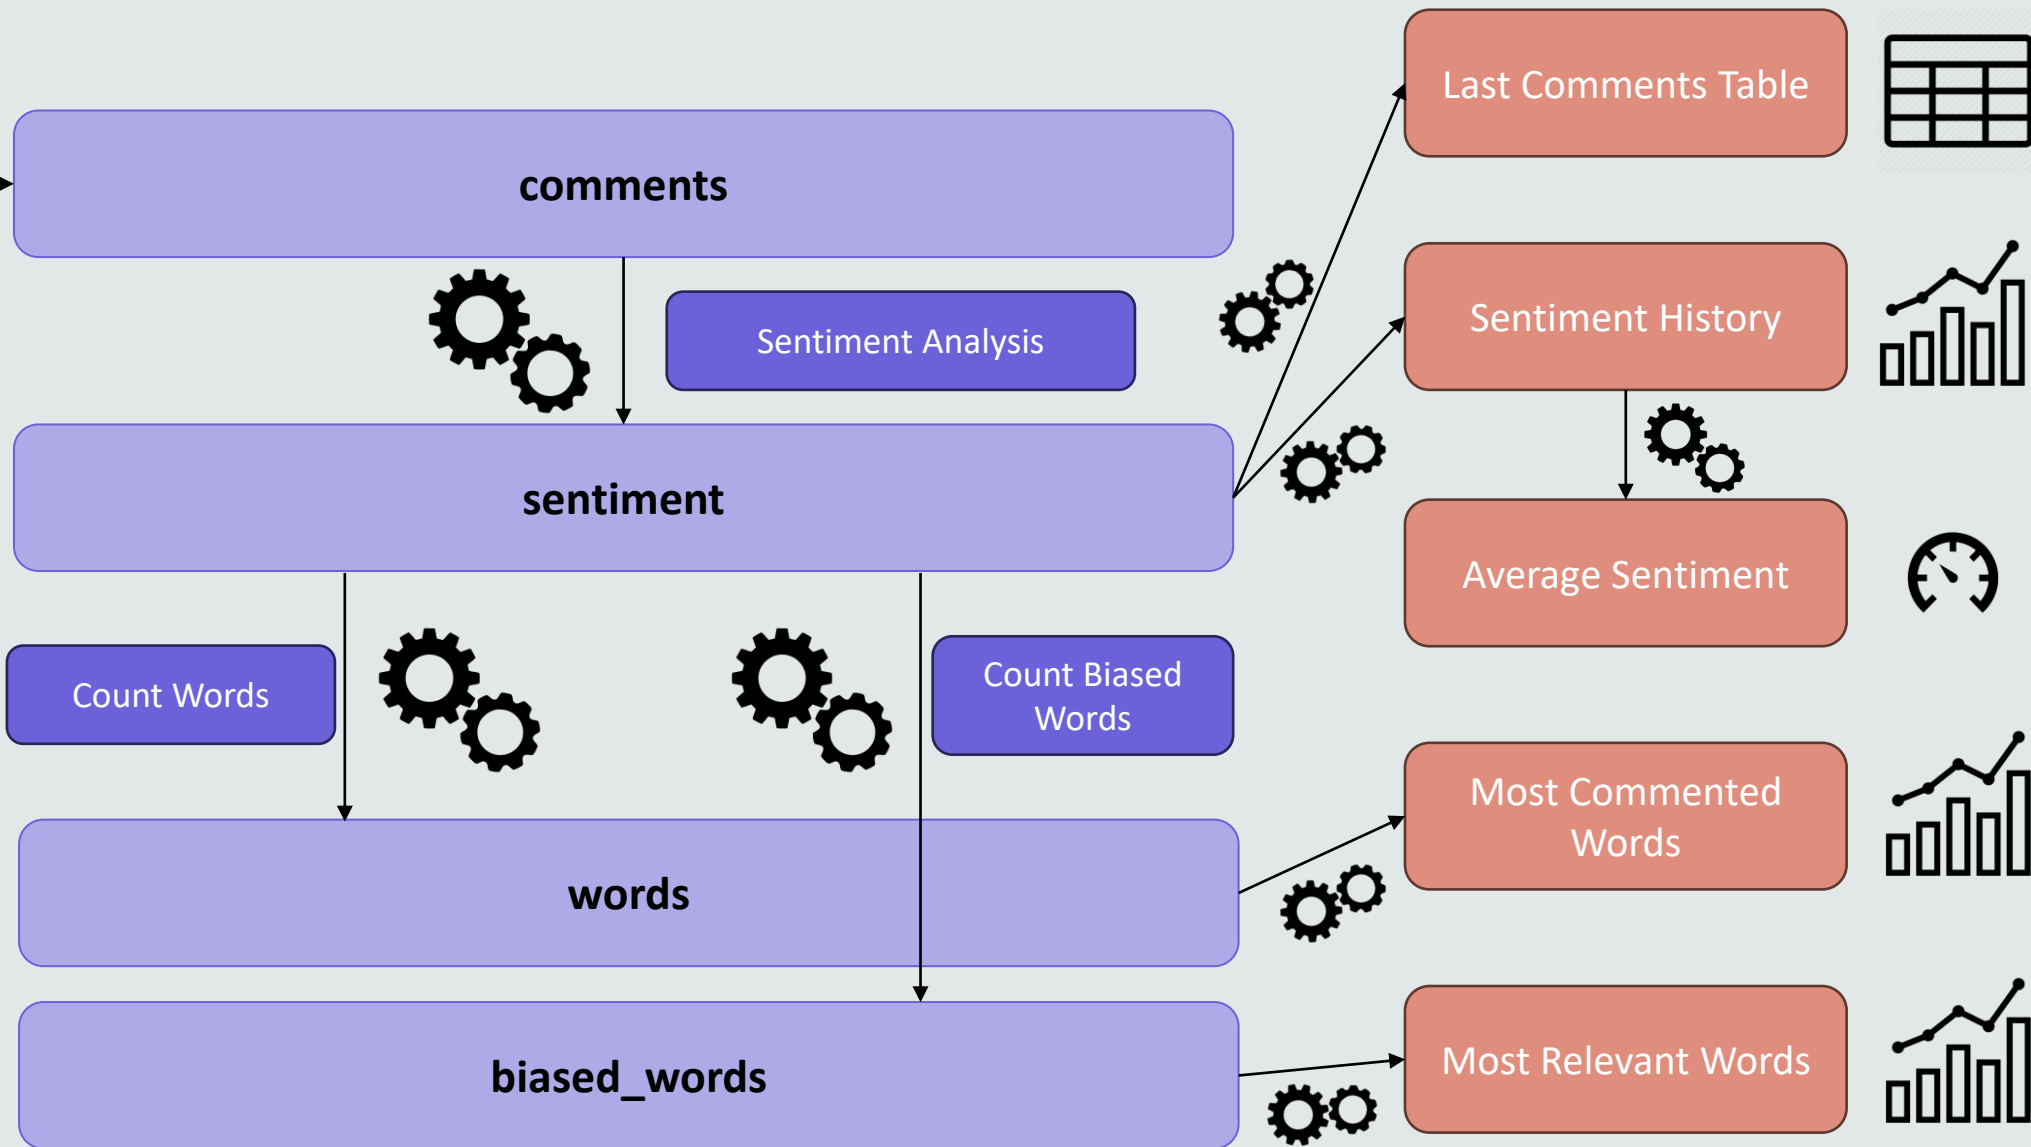 comments
Sentiment Analysis
sentiment
Count Words
Count Biased
Words
words
biased_words
Last Comments Table
Sentiment History
Average Sentiment
Most Commented
Words
Most Relevant Words